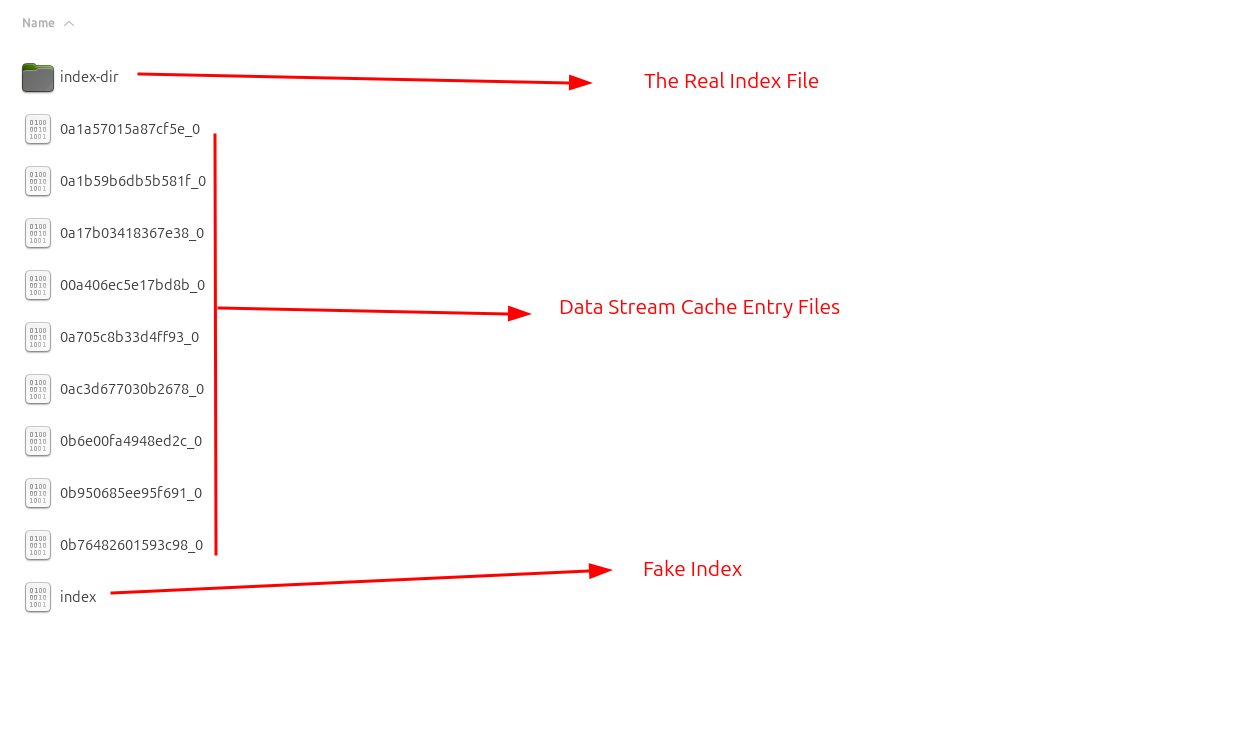 Name
index-dir
The Real Index File
0a1a57015a87cf5e_0
0a1b59b6db5b581f_0
0a17b03418367e38_0
00a406ec5e17bd8b_0
Data Stream Cache Entry Files
0a705c8b33d4ff93_0
0ac3d677030b2678_0
0b6e00fa4948ed2c_0
0b950685ee95f691_0
0b76482601593c98_0
Fake Index
index